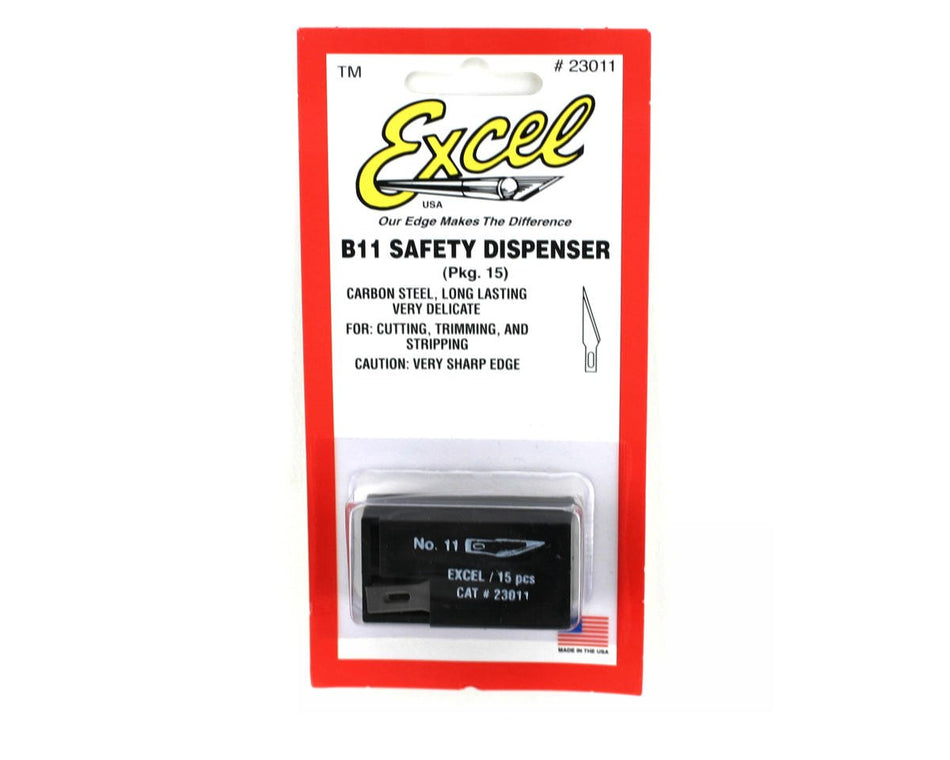 TM
# 23011
Excel
USA
Our Edge Makes The Difference
B11 SAFETY DISPENSER
(Pkg. 15)
CARBON STEEL, LONG LASTING
VERY DELICATE
FOR: CUTTING, TRIMMING, AND
STRIPPING
CAUTION: VERY SHARP EDGE
No. 11
EXCEL / 15 pcs
CAT # 23011
MADE IN THE USA